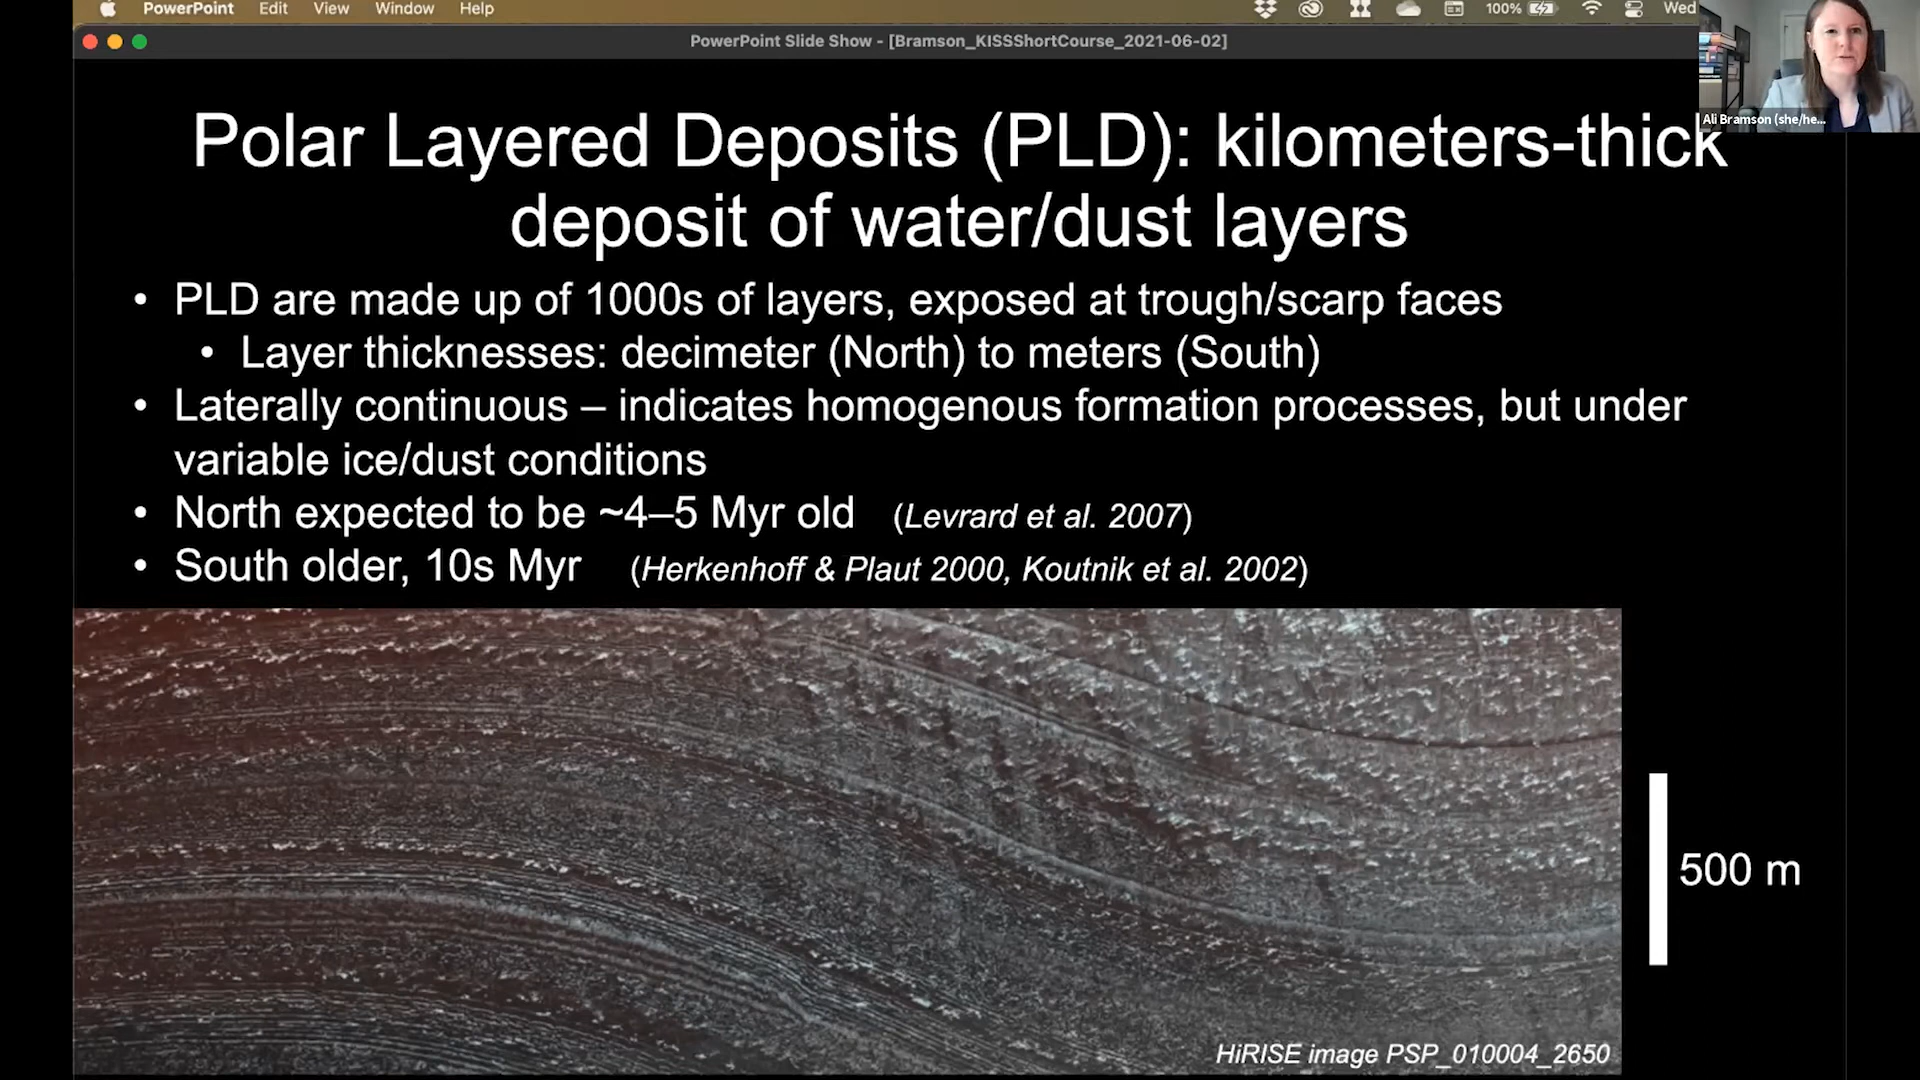 PowerPoint Edit View Window Help 100% Wed
PowerPoint Slide Show - [Bramson_KISSShortCourse_2021-06-02]
Ali Bramson (she/he...
Polar Layered Deposits (PLD): kilometers-thick
deposit of water/dust layers
• PLD are made up of 1000s of layers, exposed at trough/scarp faces
• Layer thicknesses: decimeter (North) to meters (South)
• Laterally continuous – indicates homogenous formation processes, but under
variable ice/dust conditions
• North expected to be ~4–5 Myr old (Levrard et al. 2007)
• South older, 10s Myr (Herkenhoff & Plaut 2000, Koutnik et al. 2002)
500 m
HiRISE image PSP_010004_2650